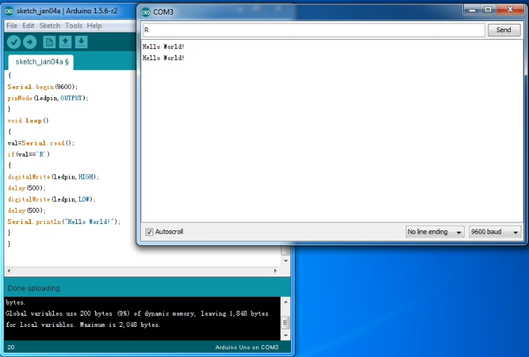 sketch_jan04a | Arduino 1.5.6-r2
File Edit Sketch Tools Help
sketch_jan04a §
{
Serial.begin(9600);
pinMode(ledpin,OUTPUT);
}
void loop()
{
val=Serial.read();
if(val=='R')
{
digitalWrite(ledpin,HIGH);
delay(500);
digitalWrite(ledpin,LOW);
delay(500);
Serial.println("Hello World!");
}
}
Done uploading
bytes.
Global variables use 200 bytes (9%) of dynamic memory, leaving 1,848 bytes
for local variables. Maximum is 2,048 bytes.
20
Arduino Uno on COM3
COM3
R
Send
Hello World!
Hello World!
Autoscroll
No line ending
9600 baud